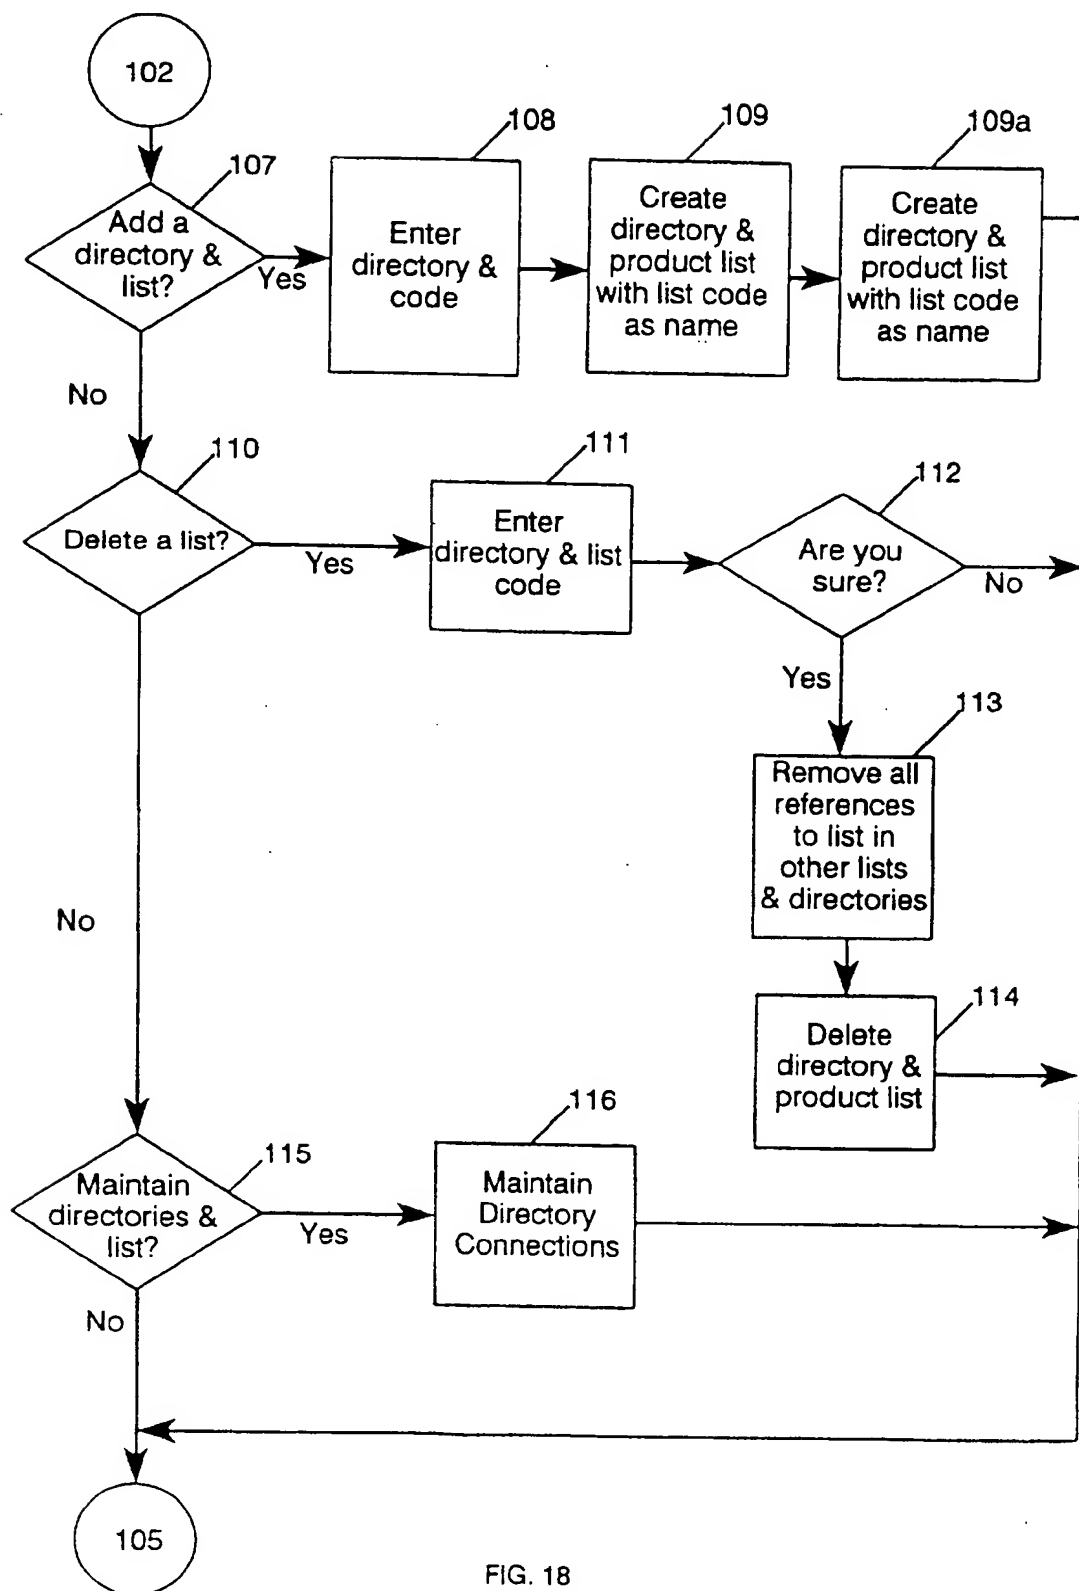 102
107
108
109
109a
Add a
directory &
list?
Yes
Enter
directory &
code
Create
directory &
product list
with list code
as name
Create
directory &
product list
with list code
as name
No
110
111
112
Delete a list?
Yes
Enter
directory & list
code
Are you
sure?
No
Yes
113
Remove all
references
to list in
other lists
& directories
No
114
Delete
directory &
product list
115
116
Maintain
directories &
list?
Yes
Maintain
Directory
Connections
No
105
FIG. 18